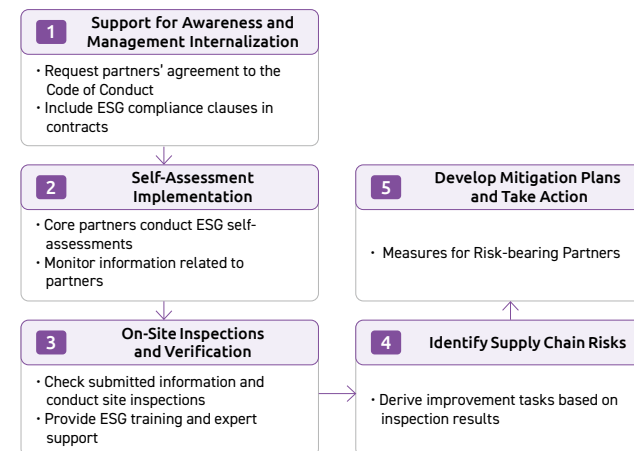 1
Support for Awareness and
Management Internalization
· Request partners' agreement to the
Code of Conduct
· Include ESG compliance clauses in
contracts
2
Self-Assessment
Implementation
· Core partners conduct ESG self-
assessments
· Monitor information related to
partners
3
On-Site Inspections
and Verification
· Check submitted information and
conduct site inspections
· Provide ESG training and expert
support
4
Identify Supply Chain Risks
· Derive improvement tasks based on
inspection results
5
Develop Mitigation Plans
and Take Action
· Measures for Risk-bearing Partners